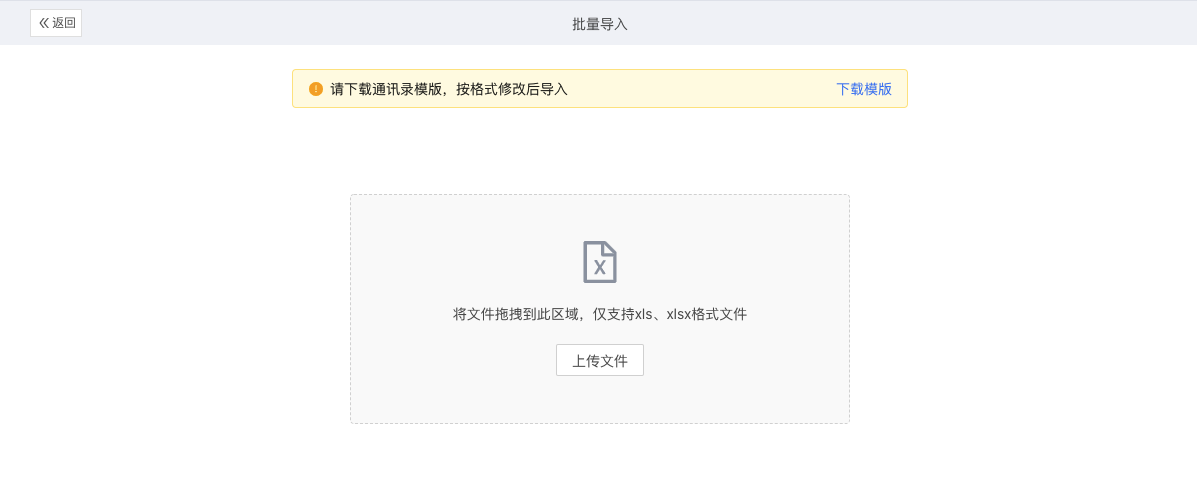 返回
批量导入
请下载通讯录模版，按格式修改后导入
下载模版
X
将文件拖拽到此区域，仅支持xls、xlsx格式文件
上传文件